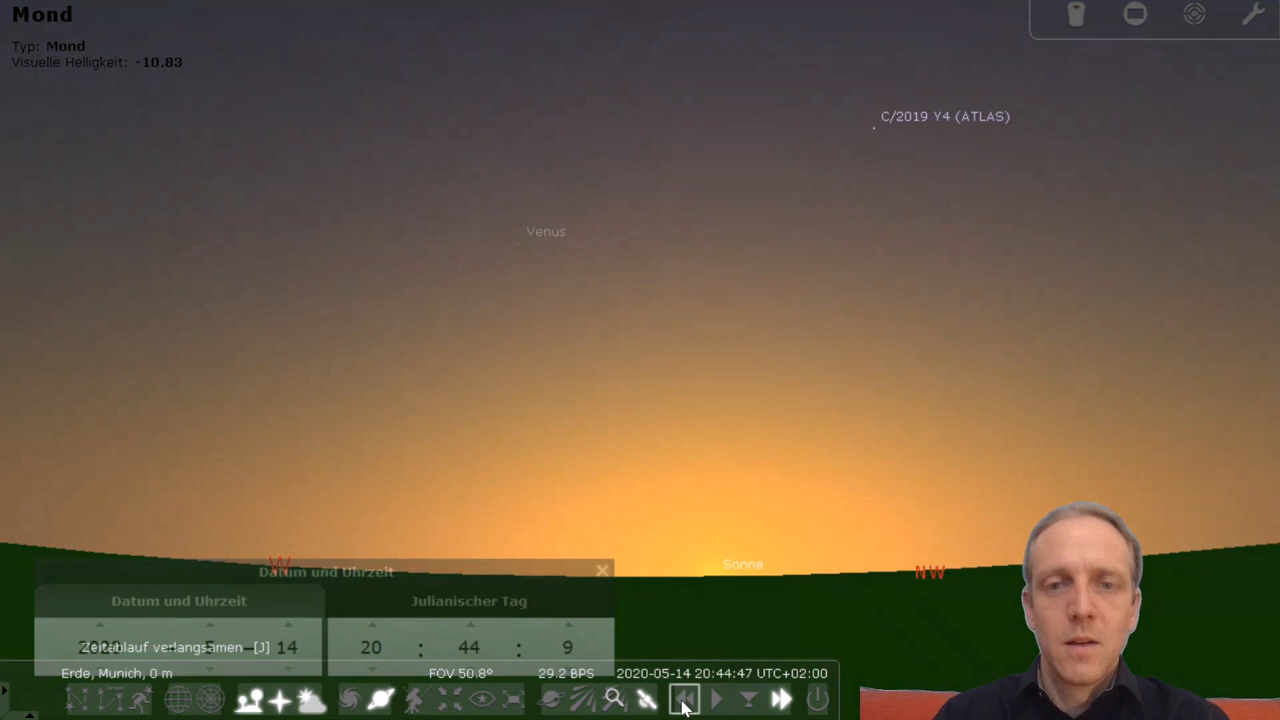 Mond
Typ: Mond
Visuelle Helligkeit: -10.83
C/2019 Y4 (ATLAS)
Venus
Sonne
W
NW
Datum und Uhrzeit
Datum und Uhrzeit
Julianischer Tag
2020 - 5 - 14
20 : 44 : 9
Zeitablauf verlangsamen [J]
Erde, Munich, 0 m
FOV 50.8°
29.2 BPS
2020-05-14 20:44:47 UTC+02:00